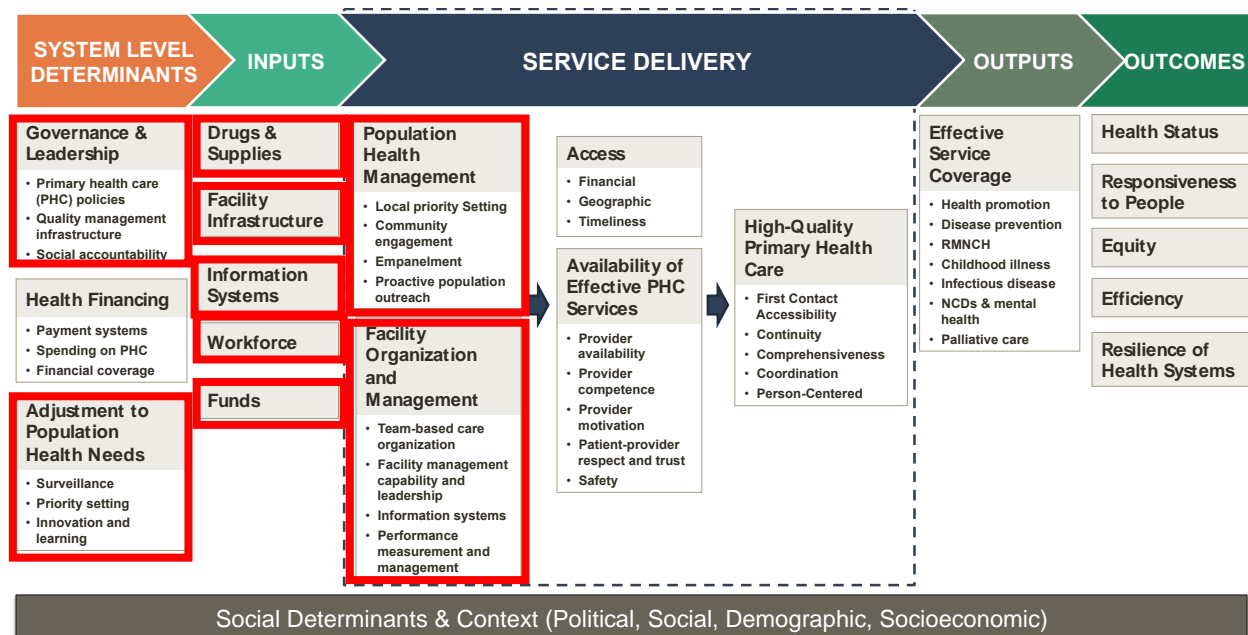 SYSTEM LEVEL
DETERMINANTS
INPUTS
SERVICE DELIVERY
OUTPUTS
OUTCOMES
Governance &
Leadership
• Primary health care
(PHC) policies
• Quality management
infrastructure
• Social accountability
Health Financing
• Payment systems
• Spending on PHC
• Financial coverage
Adjustment to
Population
Health Needs
• Surveillance
• Priority setting
• Innovation and
learning
Drugs &
Supplies
Facility
Infrastructure
Information
Systems
Workforce
Funds
Population
Health
Management
• Local priority Setting
• Community
engagement
• Empanelment
• Proactive population
outreach
Facility
Organization
and
Management
• Team-based care
organization
• Facility management
capability and
leadership
• Information systems
• Performance
measurement and
management
Access
• Financial
• Geographic
• Timeliness
Availability of
Effective PHC
Services
• Provider
availability
• Provider
competence
• Provider
motivation
• Patient-provider
respect and trust
• Safety
High-Quality
Primary Health
Care
• First Contact
Accessibility
• Continuity
• Comprehensiveness
• Coordination
• Person-Centered
Effective
Service
Coverage
• Health promotion
• Disease prevention
• RMNCH
• Childhood illness
• Infectious disease
• NCDs & mental
health
• Palliative care
Health Status
Responsiveness
to People
Equity
Efficiency
Resilience of
Health Systems
Social Determinants & Context (Political, Social, Demographic, Socioeconomic)